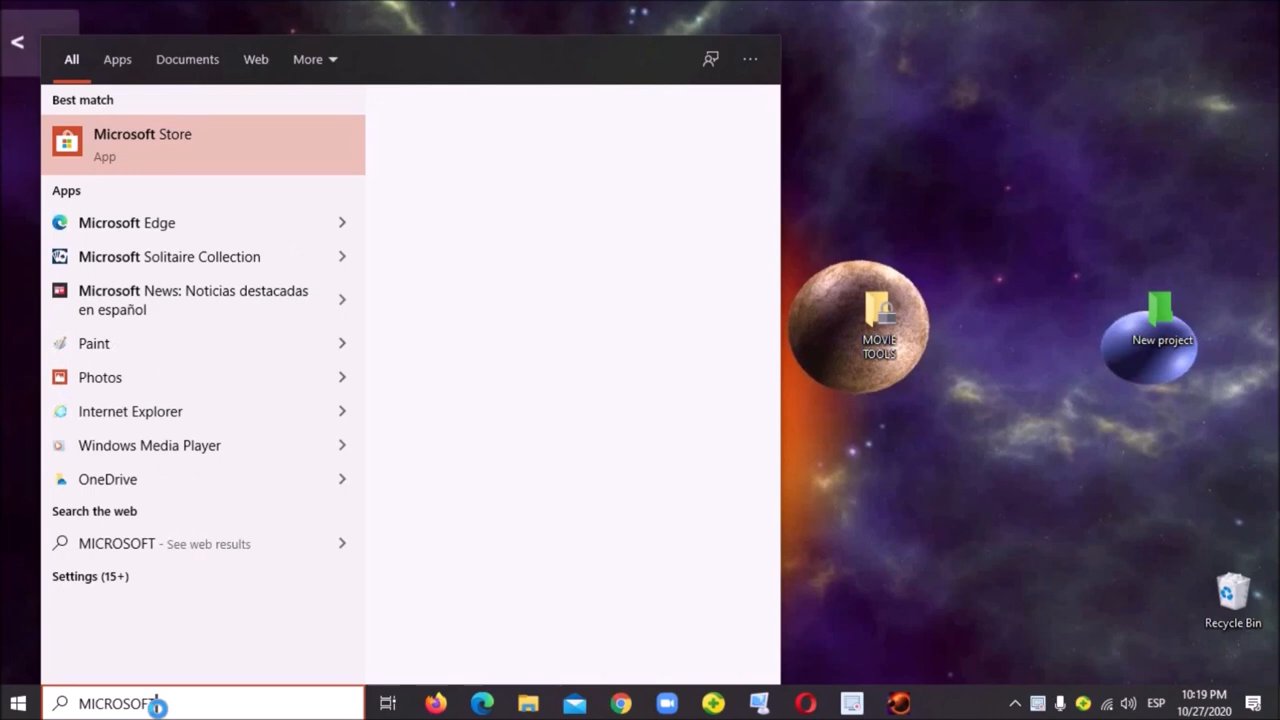 <
All Apps Documents Web More
Best match
Microsoft Store
App
Apps
Microsoft Edge
Microsoft Solitaire Collection
Microsoft News: Noticias destacadas
en español
Paint
Photos
Internet Explorer
Windows Media Player
OneDrive
Search the web
MICROSOFT - See web results
Settings (15+)
MOVIE
TOOLS
New project
Recycle Bin
MICROSOFT
ESP
10:19 PM
10/27/2020